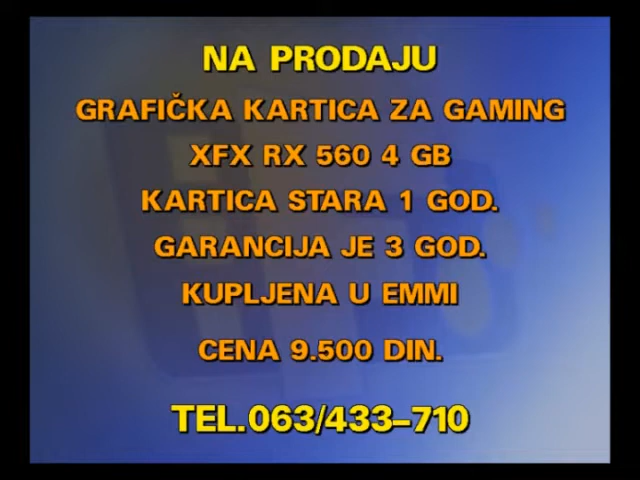 NA PRODAJU
GRAFIČKA KARTICA ZA GAMING
XFX RX 560 4 GB
KARTICA STARA 1 GOD.
GARANCIJA JE 3 GOD.
KUPLJENA U EMMI
CENA 9.500 DIN.
TEL.063/433-710